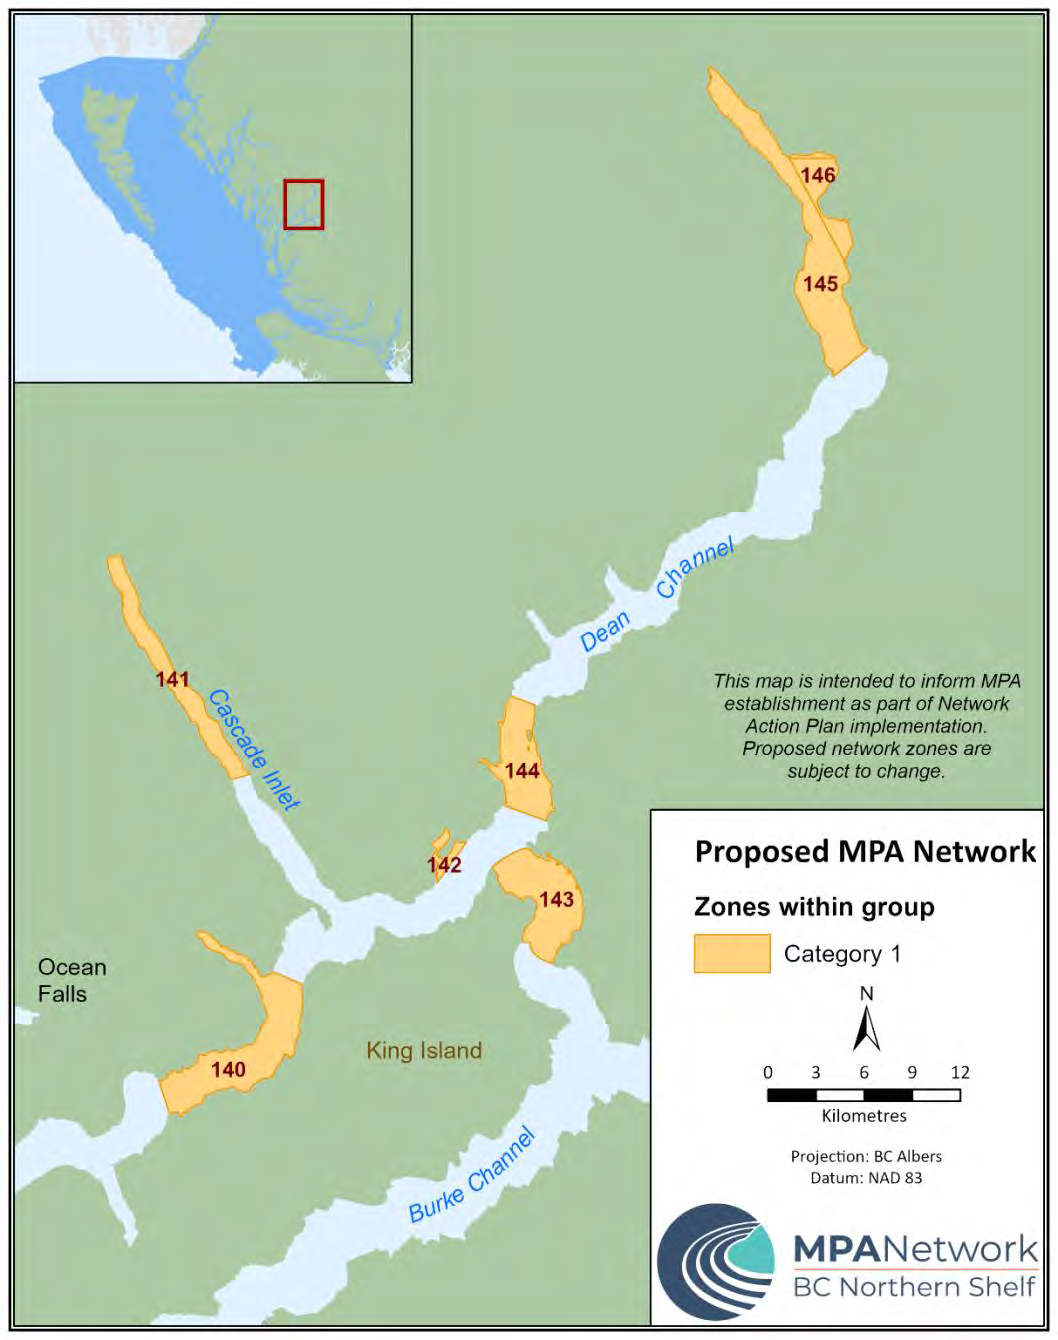 146
145
Dean Channel
141
Cascade Inlet
This map is intended to inform MPA
establishment as part of Network
Action Plan implementation.
Proposed network zones are
subject to change.
144
142
143
Ocean
Falls
King Island
140
Burke Channel
Proposed MPA Network
Zones within group
Category 1
N
0 3 6 9 12
Kilometres
Projection: BC Albers
Datum: NAD 83
MPANetwork
BC Northern Shelf